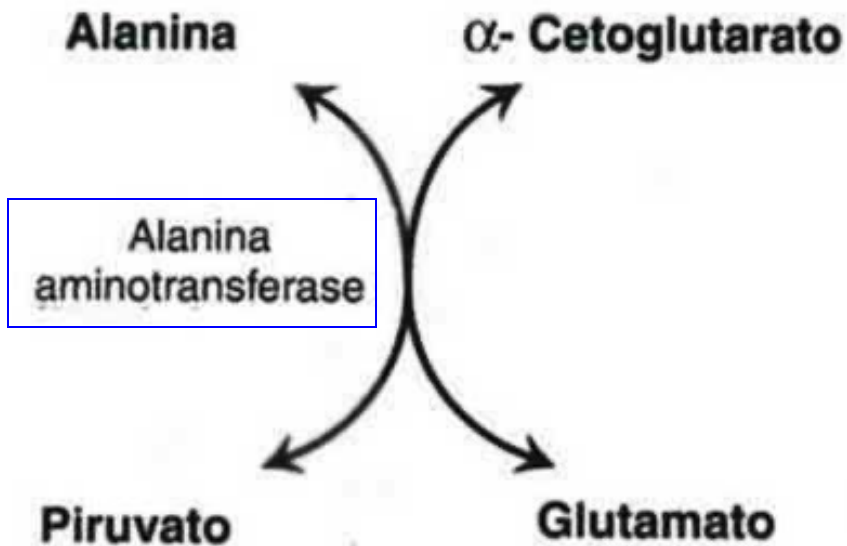 Alanina
α- Cetoglutarato
Alanina
aminotransferase
Piruvato
Glutamato